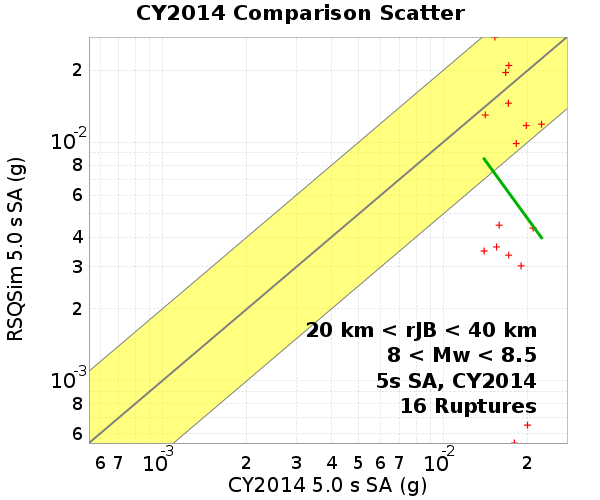 CY2014 Comparison Scatter
RSQSim 5.0 s SA (g)
2
10-2
8
6
4
3
2
10-3
8
6
20 km < rJB < 40 km
8 < Mw < 8.5
5s SA, CY2014
16 Ruptures
6 7 10-3 2 3 4 5 6 7 10-2 2
CY2014 5.0 s SA (g)